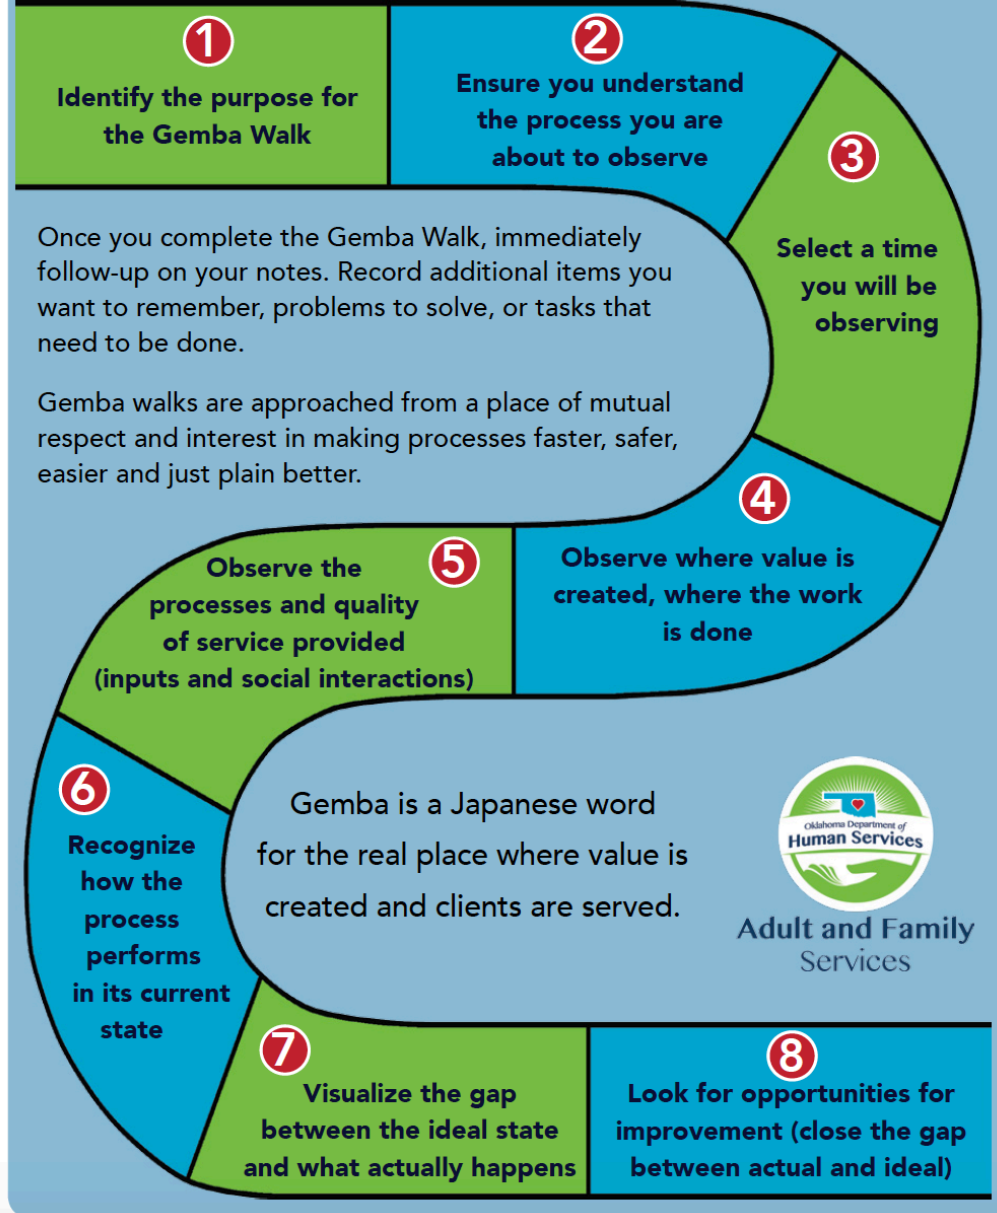 1
Identify the purpose for
the Gemba Walk
2
Ensure you understand
the process you are
about to observe
3
Select a time
you will be
observing
Once you complete the Gemba Walk, immediately
follow-up on your notes. Record additional items you
want to remember, problems to solve, or tasks that
need to be done.
Gemba walks are approached from a place of mutual
respect and interest in making processes faster, safer,
easier and just plain better.
4
Observe where value is
created, where the work
is done
5
Observe the
processes and quality
of service provided
(inputs and social interactions)
6
Recognize
how the
process
performs
in its current
state
Gemba is a Japanese word
for the real place where value is
created and clients are served.
Oklahoma Department of
Human Services
Adult and Family
Services
7
Visualize the gap
between the ideal state
and what actually happens
8
Look for opportunities for
improvement (close the gap
between actual and ideal)